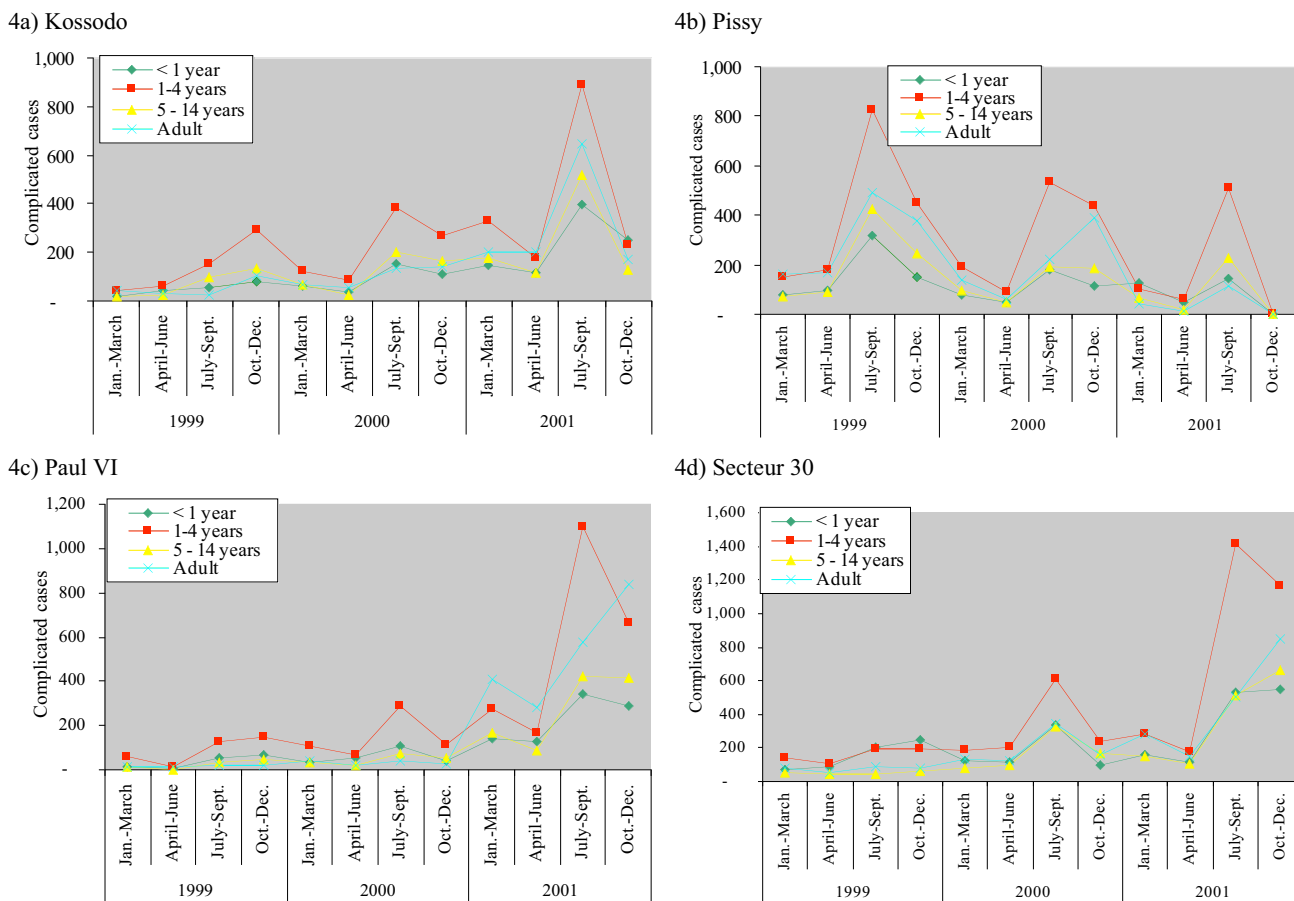 4a) Kossodo
Complicated cases
1,000
800
600
400
200
-
< 1 year
1-4 years
5 - 14 years
Adult
Jan.-March
April-June
July-Sept.
Oct.-Dec.
Jan.-March
April-June
July-Sept.
Oct.-Dec.
Jan.-March
April-June
July-Sept.
Oct.-Dec.
1999
2000
2001
4b) Pissy
Complicated cases
1,000
800
600
400
200
-
< 1 year
1-4 years
5 - 14 years
Adult
Jan.-March
April-June
July-Sept.
Oct.-Dec.
Jan.-March
April-June
July-Sept.
Oct.-Dec.
Jan.-March
April-June
July-Sept.
Oct.-Dec.
1999
2000
2001
4c) Paul VI
Complicated cases
1,200
1,000
800
600
400
200
-
< 1 year
1-4 years
5 - 14 years
Adult
Jan.-March
April-June
July-Sept.
Oct.-Dec.
Jan.-March
April-June
July-Sept.
Oct.-Dec.
Jan.-March
April-June
July-Sept.
Oct.-Dec.
1999
2000
2001
4d) Secteur 30
Complicated cases
1,600
1,400
1,200
1,000
800
600
400
200
-
< 1 year
1-4 years
5 - 14 years
Adult
Jan.-March
April-June
July-Sept.
Oct.-Dec.
Jan.-March
April-June
July-Sept.
Oct.-Dec.
Jan.-March
April-June
July-Sept.
Oct.-Dec.
1999
2000
2001